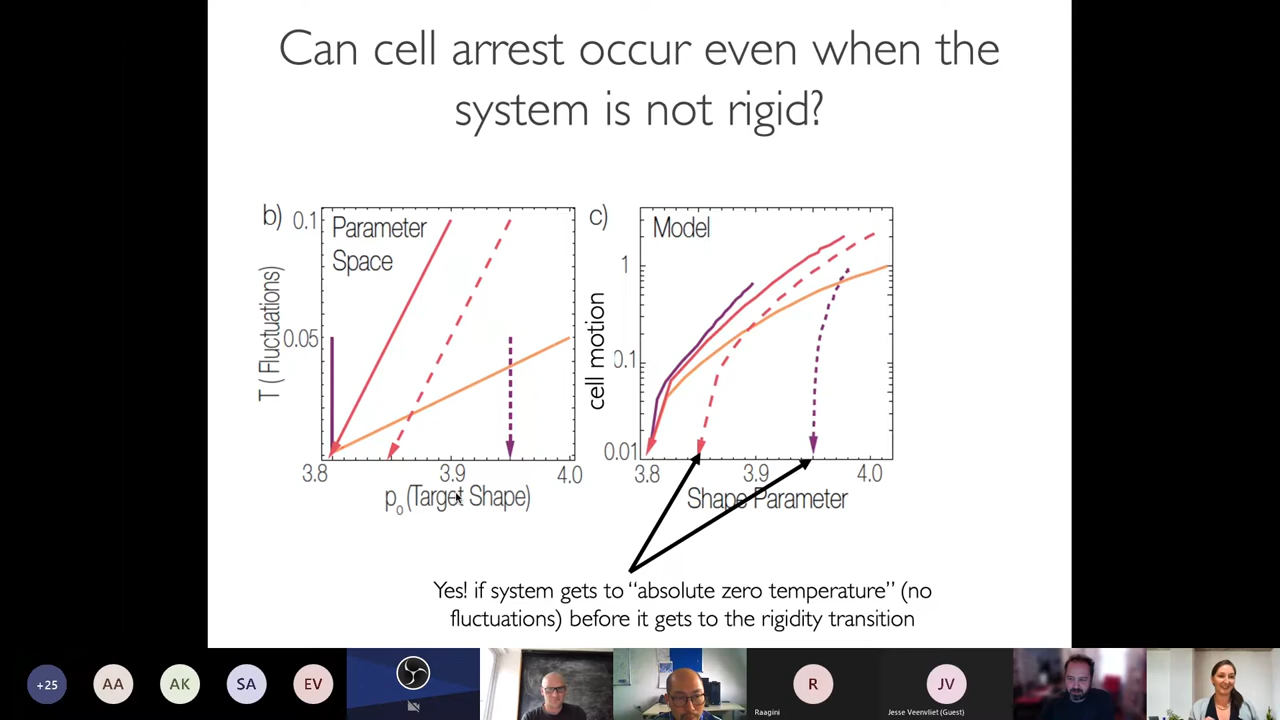 Can cell arrest occur even when the
system is not rigid?
b)
0.1
Parameter
Space
T ( Fluctuations)
0.05
3.8
3.9
4.0
p0 (Target Shape)
c)
Model
1
cell motion
0.1
0.01
3.8
3.9
4.0
Shape Parameter
Yes! if system gets to “absolute zero temperature” (no
fluctuations) before it gets to the rigidity transition
+25
AA
AK
SA
EV
R
Raagini
JV
Jesse Veenvliet (Guest)